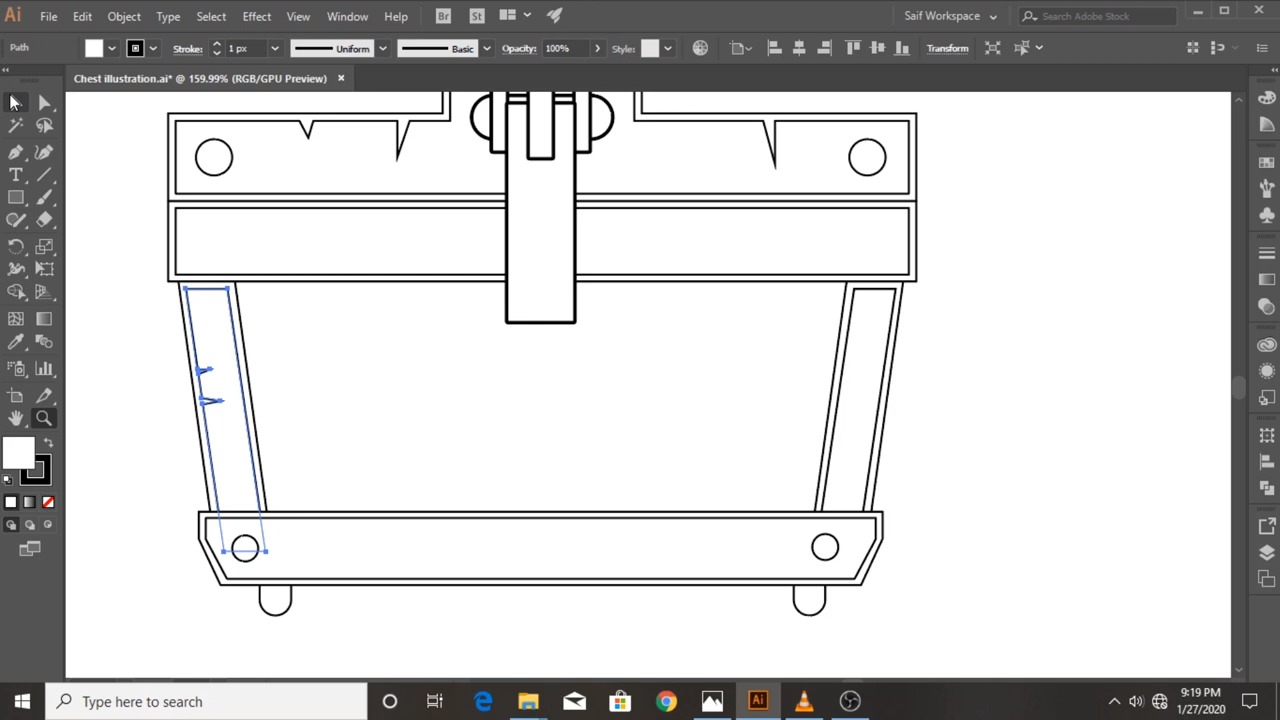 Ai File Edit Object Type Select Effect View Window Help Br St Saif Workspace Search Adobe Stock
Path Stroke: 1 px Uniform Basic Opacity: 100% Style: Transform
Chest illustration.ai* @ 159.99% (RGB/GPU Preview)
T
Type here to search
Ai
9:19 PM
1/27/2020